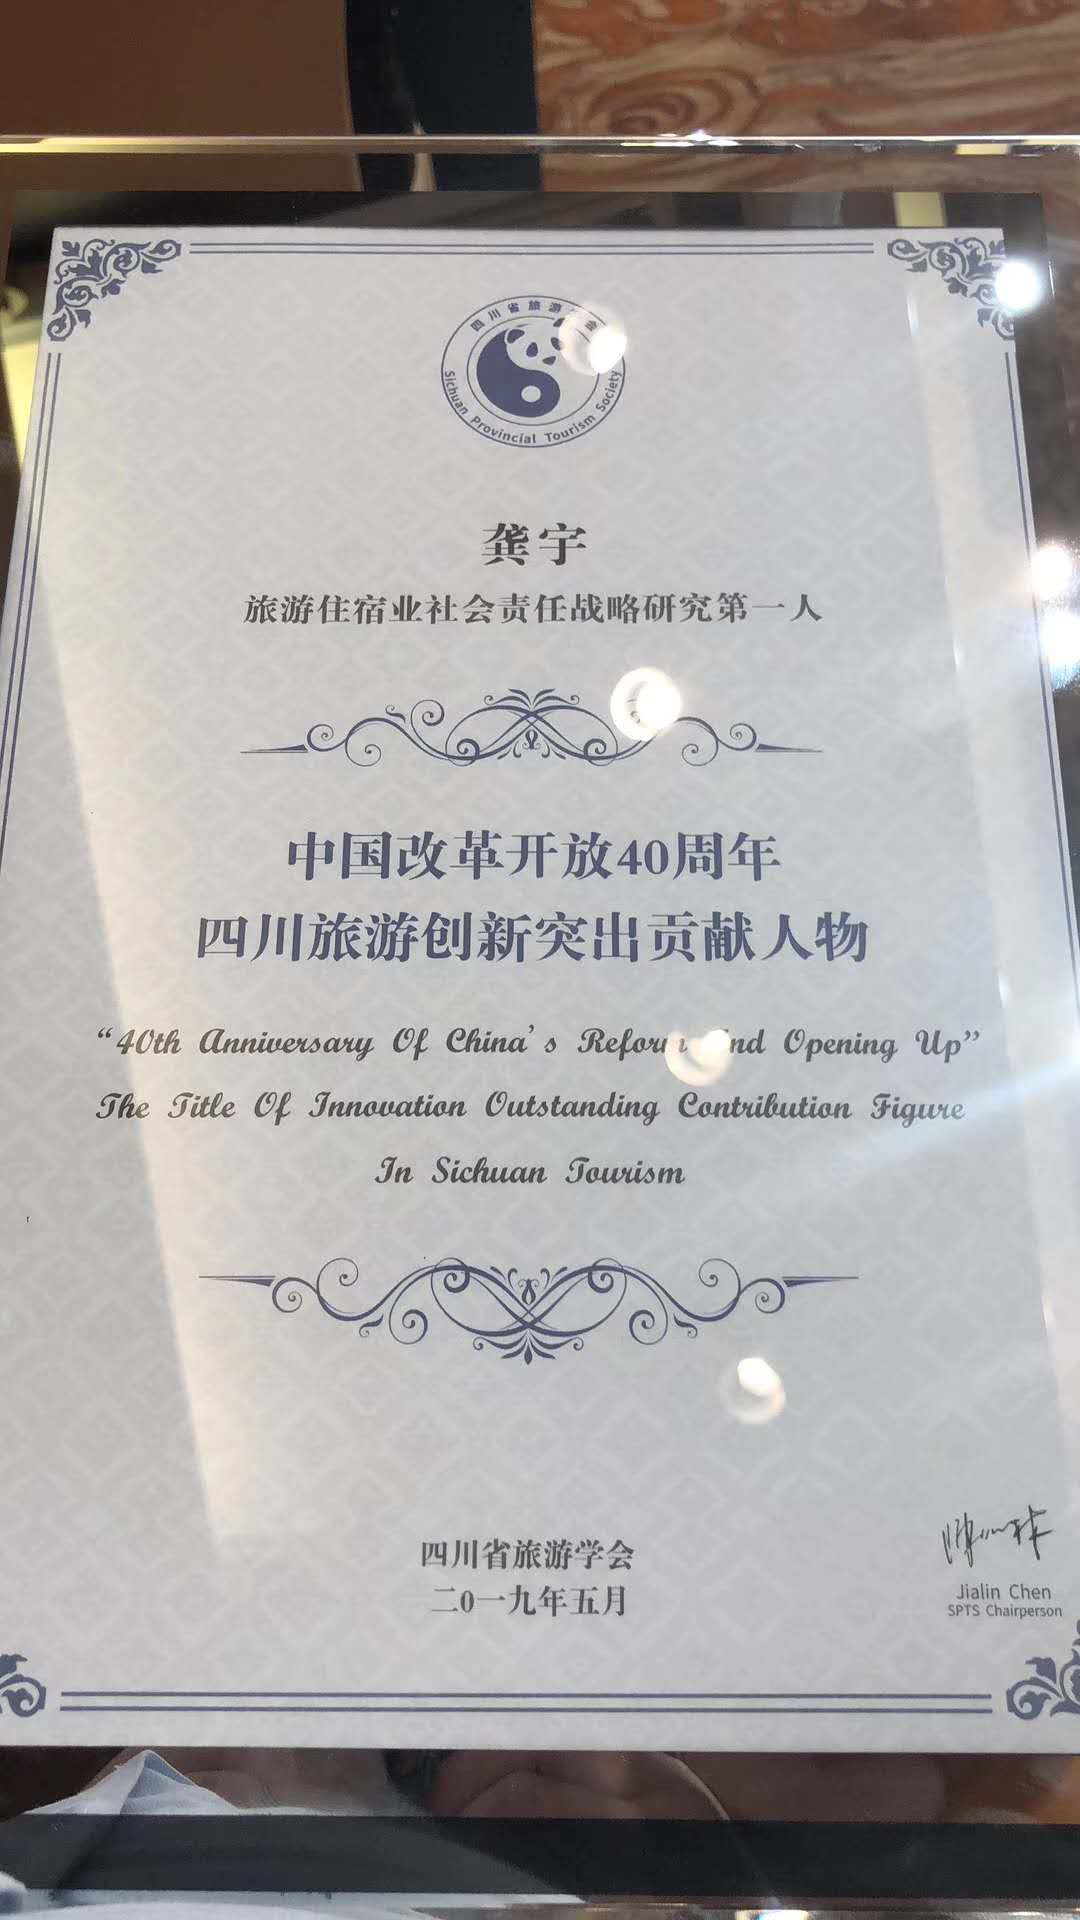 四川省旅游
Sichuan Provincial Tourism Society
龚宇
旅游住宿业社会责任战略研究第一人
中国改革开放40周年
四川旅游创新突出贡献人物
“40th Anniversary Of China's Reform And Opening Up”
The Title Of Innovation Outstanding Contribution Figure
In Sichuan Tourism
四川省旅游学会
二0一九年五月
Jialin Chen
SPTS Chairperson